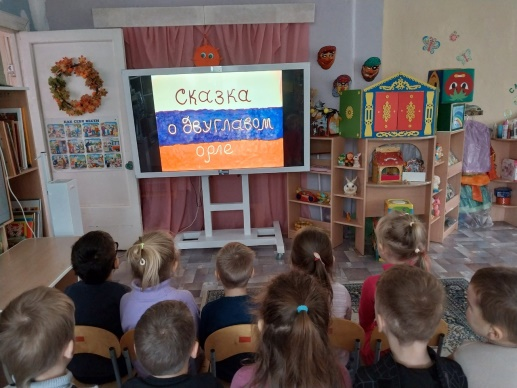 Сказка
о двуглавом
орле